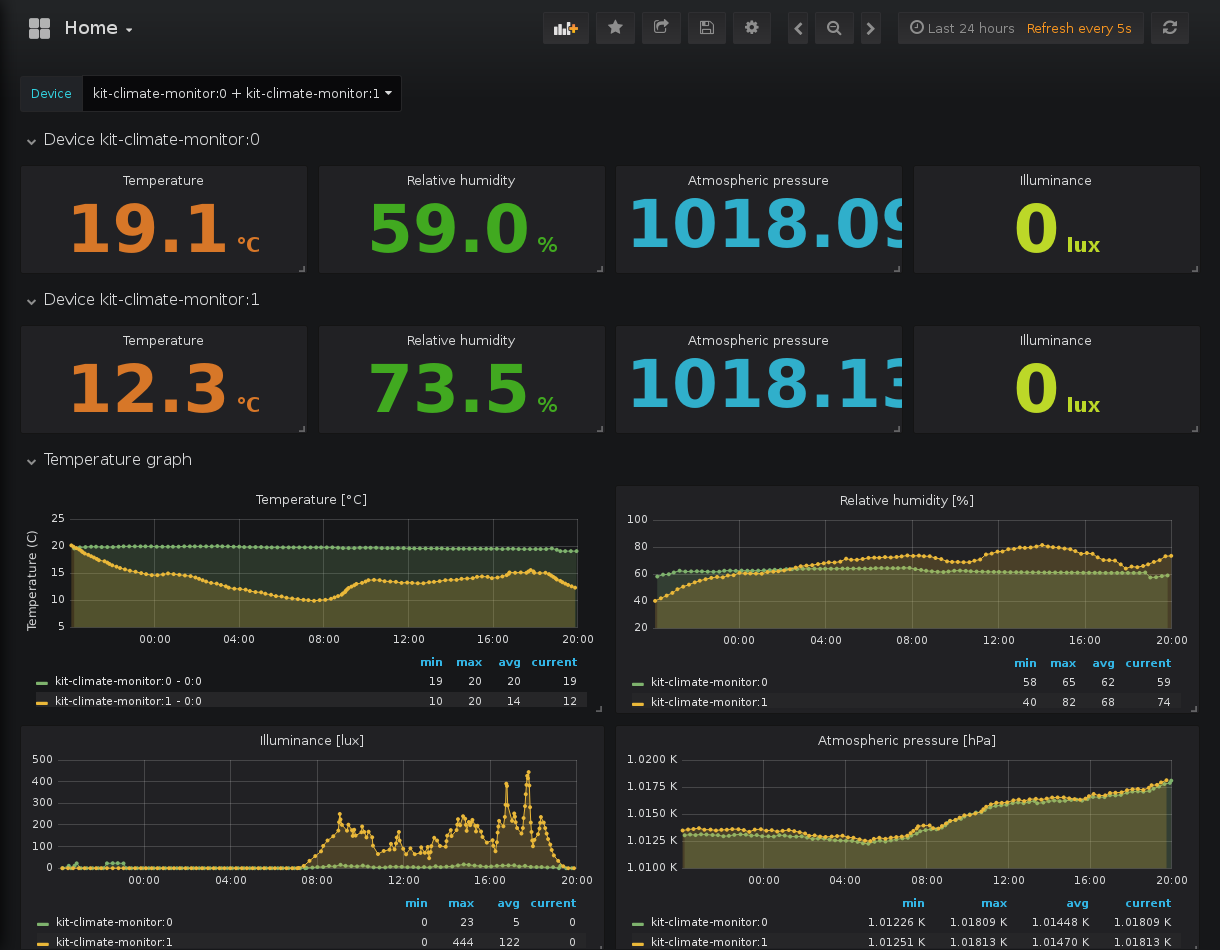 Home
Last 24 hours Refresh every 5s
Device kit-climate-monitor:0 + kit-climate-monitor:1
Device kit-climate-monitor:0
Temperature Relative humidity Atmospheric pressure Illuminance
19.1 °C 59.0 % 1018.09 0 lux
Device kit-climate-monitor:1
Temperature Relative humidity Atmospheric pressure Illuminance
12.3 °C 73.5 % 1018.13 0 lux
Temperature graph
Temperature [°C]
Temperature (C)
25
20
15
10
5
00:00 04:00 08:00 12:00 16:00 20:00
min max avg current
kit-climate-monitor:0 - 0:0 19 20 20 19
kit-climate-monitor:1 - 0:0 10 20 14 12
Relative humidity [%]
100
80
60
40
20
00:00 04:00 08:00 12:00 16:00 20:00
min max avg current
kit-climate-monitor:0 58 65 62 59
kit-climate-monitor:1 40 82 68 74
Illuminance [lux]
500
400
300
200
100
0
00:00 04:00 08:00 12:00 16:00 20:00
min max avg current
kit-climate-monitor:0 0 23 5 0
kit-climate-monitor:1 0 444 122 0
Atmospheric pressure [hPa]
1.0200 K
1.0175 K
1.0150 K
1.0125 K
1.0100 K
00:00 04:00 08:00 12:00 16:00 20:00
min max avg current
kit-climate-monitor:0 1.01226 K 1.01809 K 1.01448 K 1.01809 K
kit-climate-monitor:1 1.01251 K 1.01813 K 1.01470 K 1.01813 K